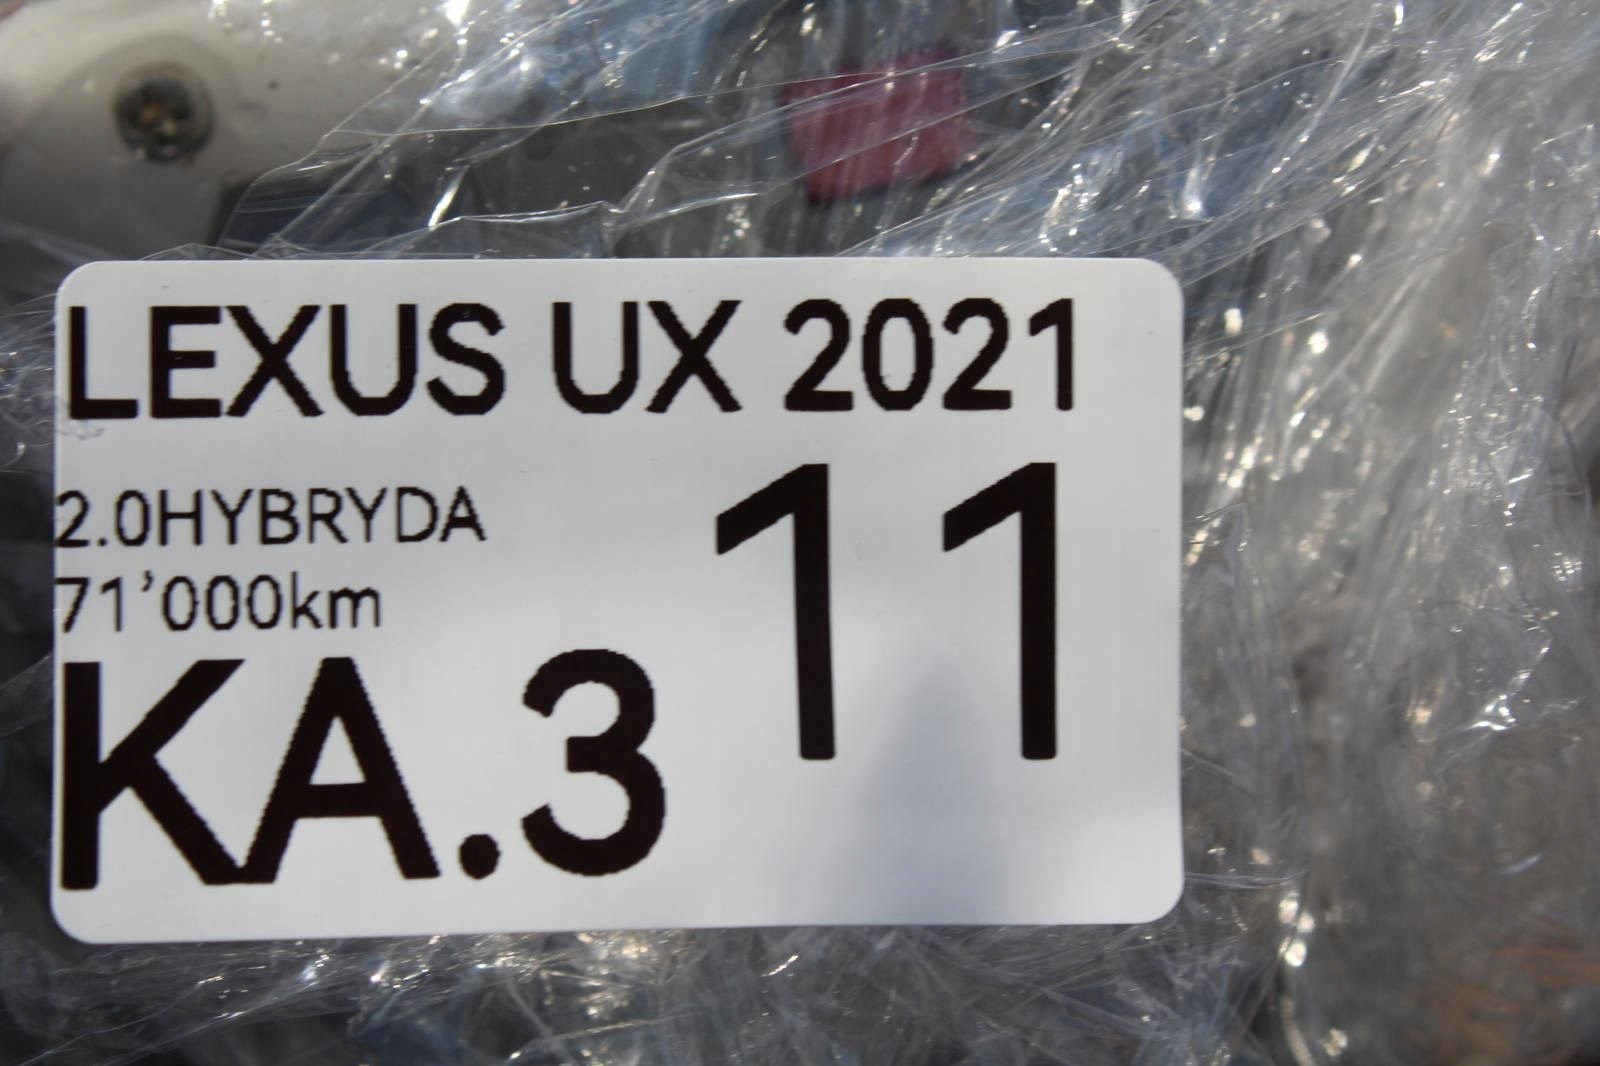 LEXUS UX 2021
2.0HYBRYDA
71’000km
11
KA.3